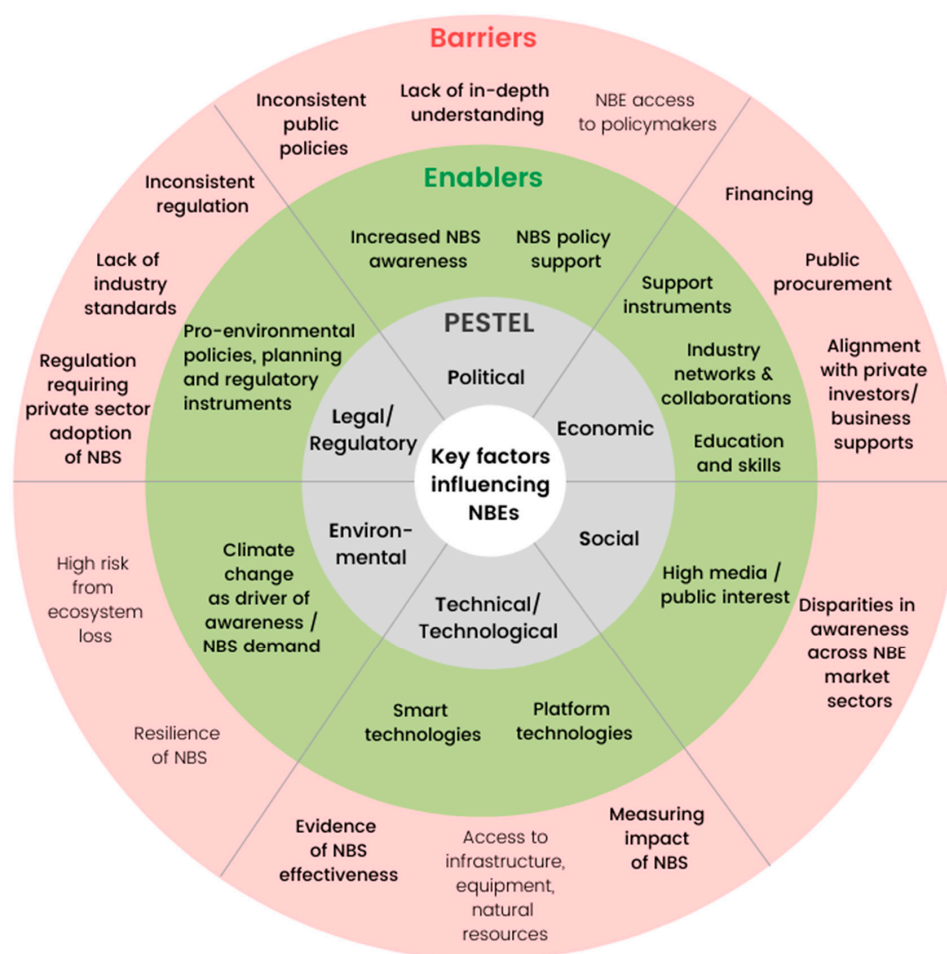 Barriers
Inconsistent
public
policies
Lack of in-depth
understanding
NBE access
to policymakers
Inconsistent
regulation
Lack of
industry
standards
Regulation
requiring
private sector
adoption
of NBS
Financing
Public
procurement
Alignment
with private
investors/
business
supports
Enablers
Increased NBS
awareness
NBS policy
support
Pro-environmental
policies, planning
and regulatory
instruments
Support
instruments
Industry
networks &
collaborations
Education
and skills
PESTEL
Political
Legal/
Regulatory
Economic
Key factors
influencing
NBEs
Environ-
mental
Social
Technical/
Technological
Climate
change
as driver of
awareness /
NBS demand
High media /
public interest
Smart
technologies
Platform
technologies
High risk
from
ecosystem
loss
Resilience
of NBS
Disparities in
awareness
across NBE
market
sectors
Evidence
of NBS
effectiveness
Access to
infrastructure,
equipment,
natural
resources
Measuring
impact
of NBS